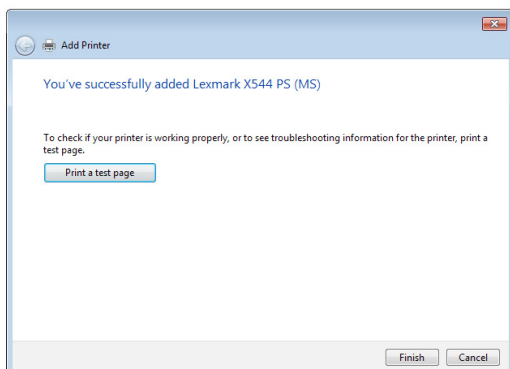 Add Printer
You've successfully added Lexmark X544 PS (MS)
To check if your printer is working properly, or to see troubleshooting information for the printer, print a
test page.
Print a test page
Finish Cancel